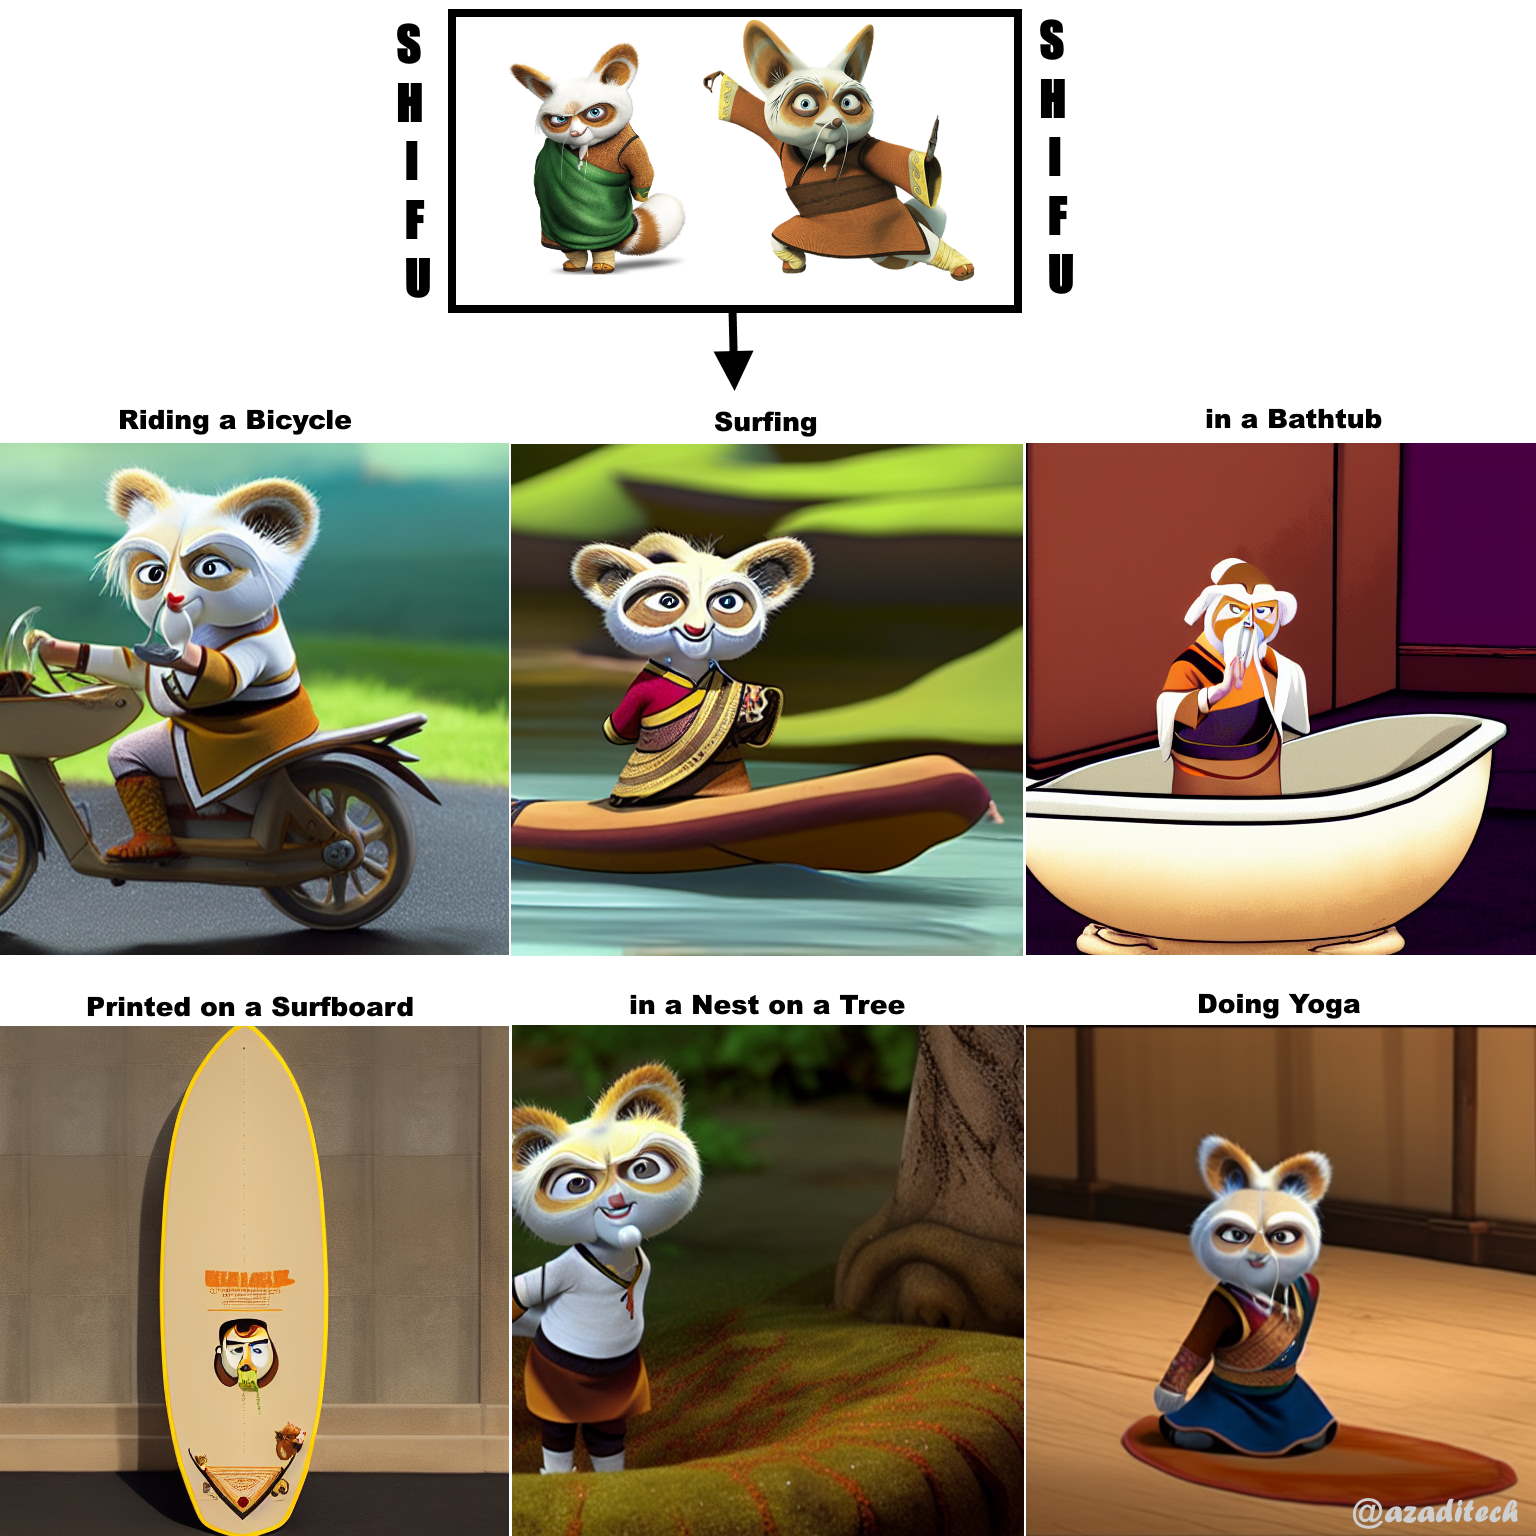 SHIFU
SHIFU
Riding a Bicycle
Surfing
in a Bathtub
Printed on a Surfboard
in a Nest on a Tree
Doing Yoga
@azaditech